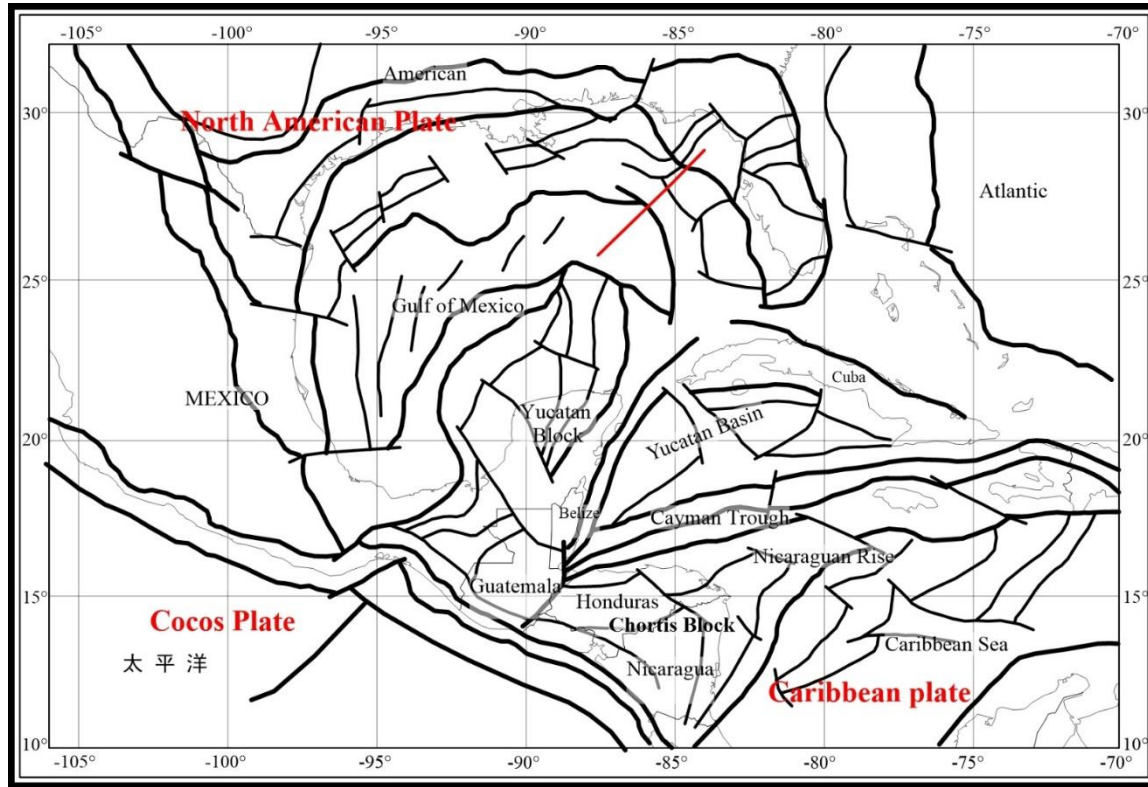 -105° -100° -95° -90° -85° -80° -75° -70°
American
30° 30°
North American Plate
Atlantic
25° 25°
Gulf of Mexico
MEXICO
Cuba
Yucatan
Block
Yucatan Basin
20° 20°
Belize
Cayman Trough
Nicaraguan Rise
Guatemala
Honduras
15° 15°
Cocos Plate
Chortis Block
Caribbean Sea
太平洋
Nicaragua
Caribbean plate
10° 10°
-105° -100° -95° -90° -85° -80° -75° -70°